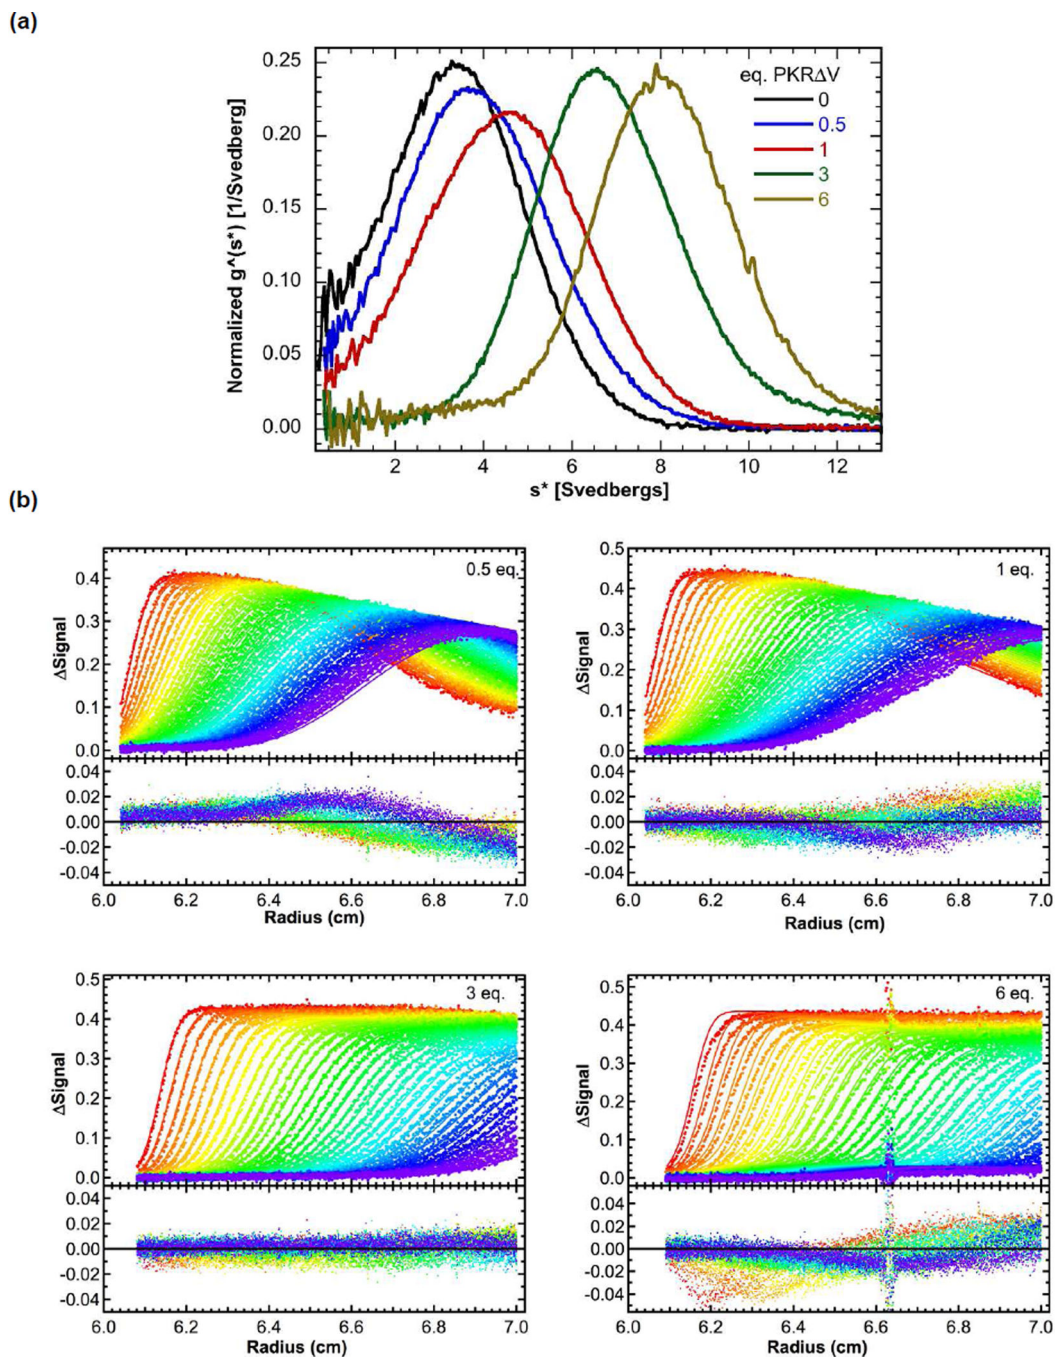 (a)
Normalized g^(s*) [1/Svedberg]
0.25
0.20
0.15
0.10
0.05
0.00
eq. PKRΔV
0
0.5
1
3
6
2 4 6 8 10 12
s* [Svedbergs]
(b)
0.5 eq.
ΔSignal
0.4
0.3
0.2
0.1
0.0
0.04
0.02
0.00
-0.02
-0.04
6.0 6.2 6.4 6.6 6.8 7.0
Radius (cm)
1 eq.
ΔSignal
0.5
0.4
0.3
0.2
0.1
0.0
0.04
0.02
0.00
-0.02
-0.04
6.0 6.2 6.4 6.6 6.8 7.0
Radius (cm)
3 eq.
ΔSignal
0.5
0.4
0.3
0.2
0.1
0.0
0.04
0.02
0.00
-0.02
-0.04
6.0 6.2 6.4 6.6 6.8 7.0
Radius (cm)
6 eq.
ΔSignal
0.5
0.4
0.3
0.2
0.1
0.0
0.04
0.02
0.00
-0.02
-0.04
6.0 6.2 6.4 6.6 6.8 7.0
Radius (cm)